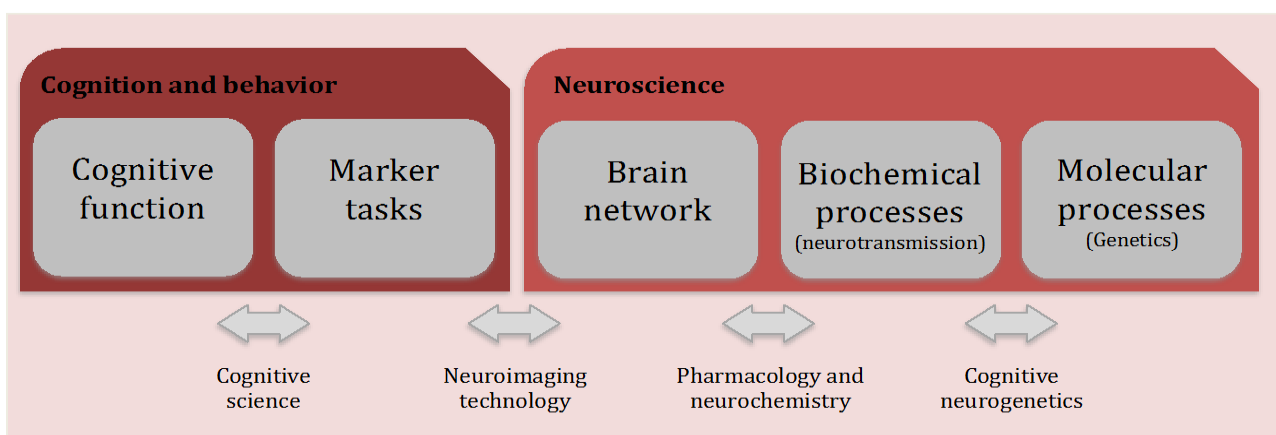 Cognition and behavior
Cognitive
function
Marker
tasks
Neuroscience
Brain
network
Biochemical
processes
(neurotransmission)
Molecular
processes
(Genetics)
Cognitive
science
Neuroimaging
technology
Pharmacology and
neurochemistry
Cognitive
neurogenetics